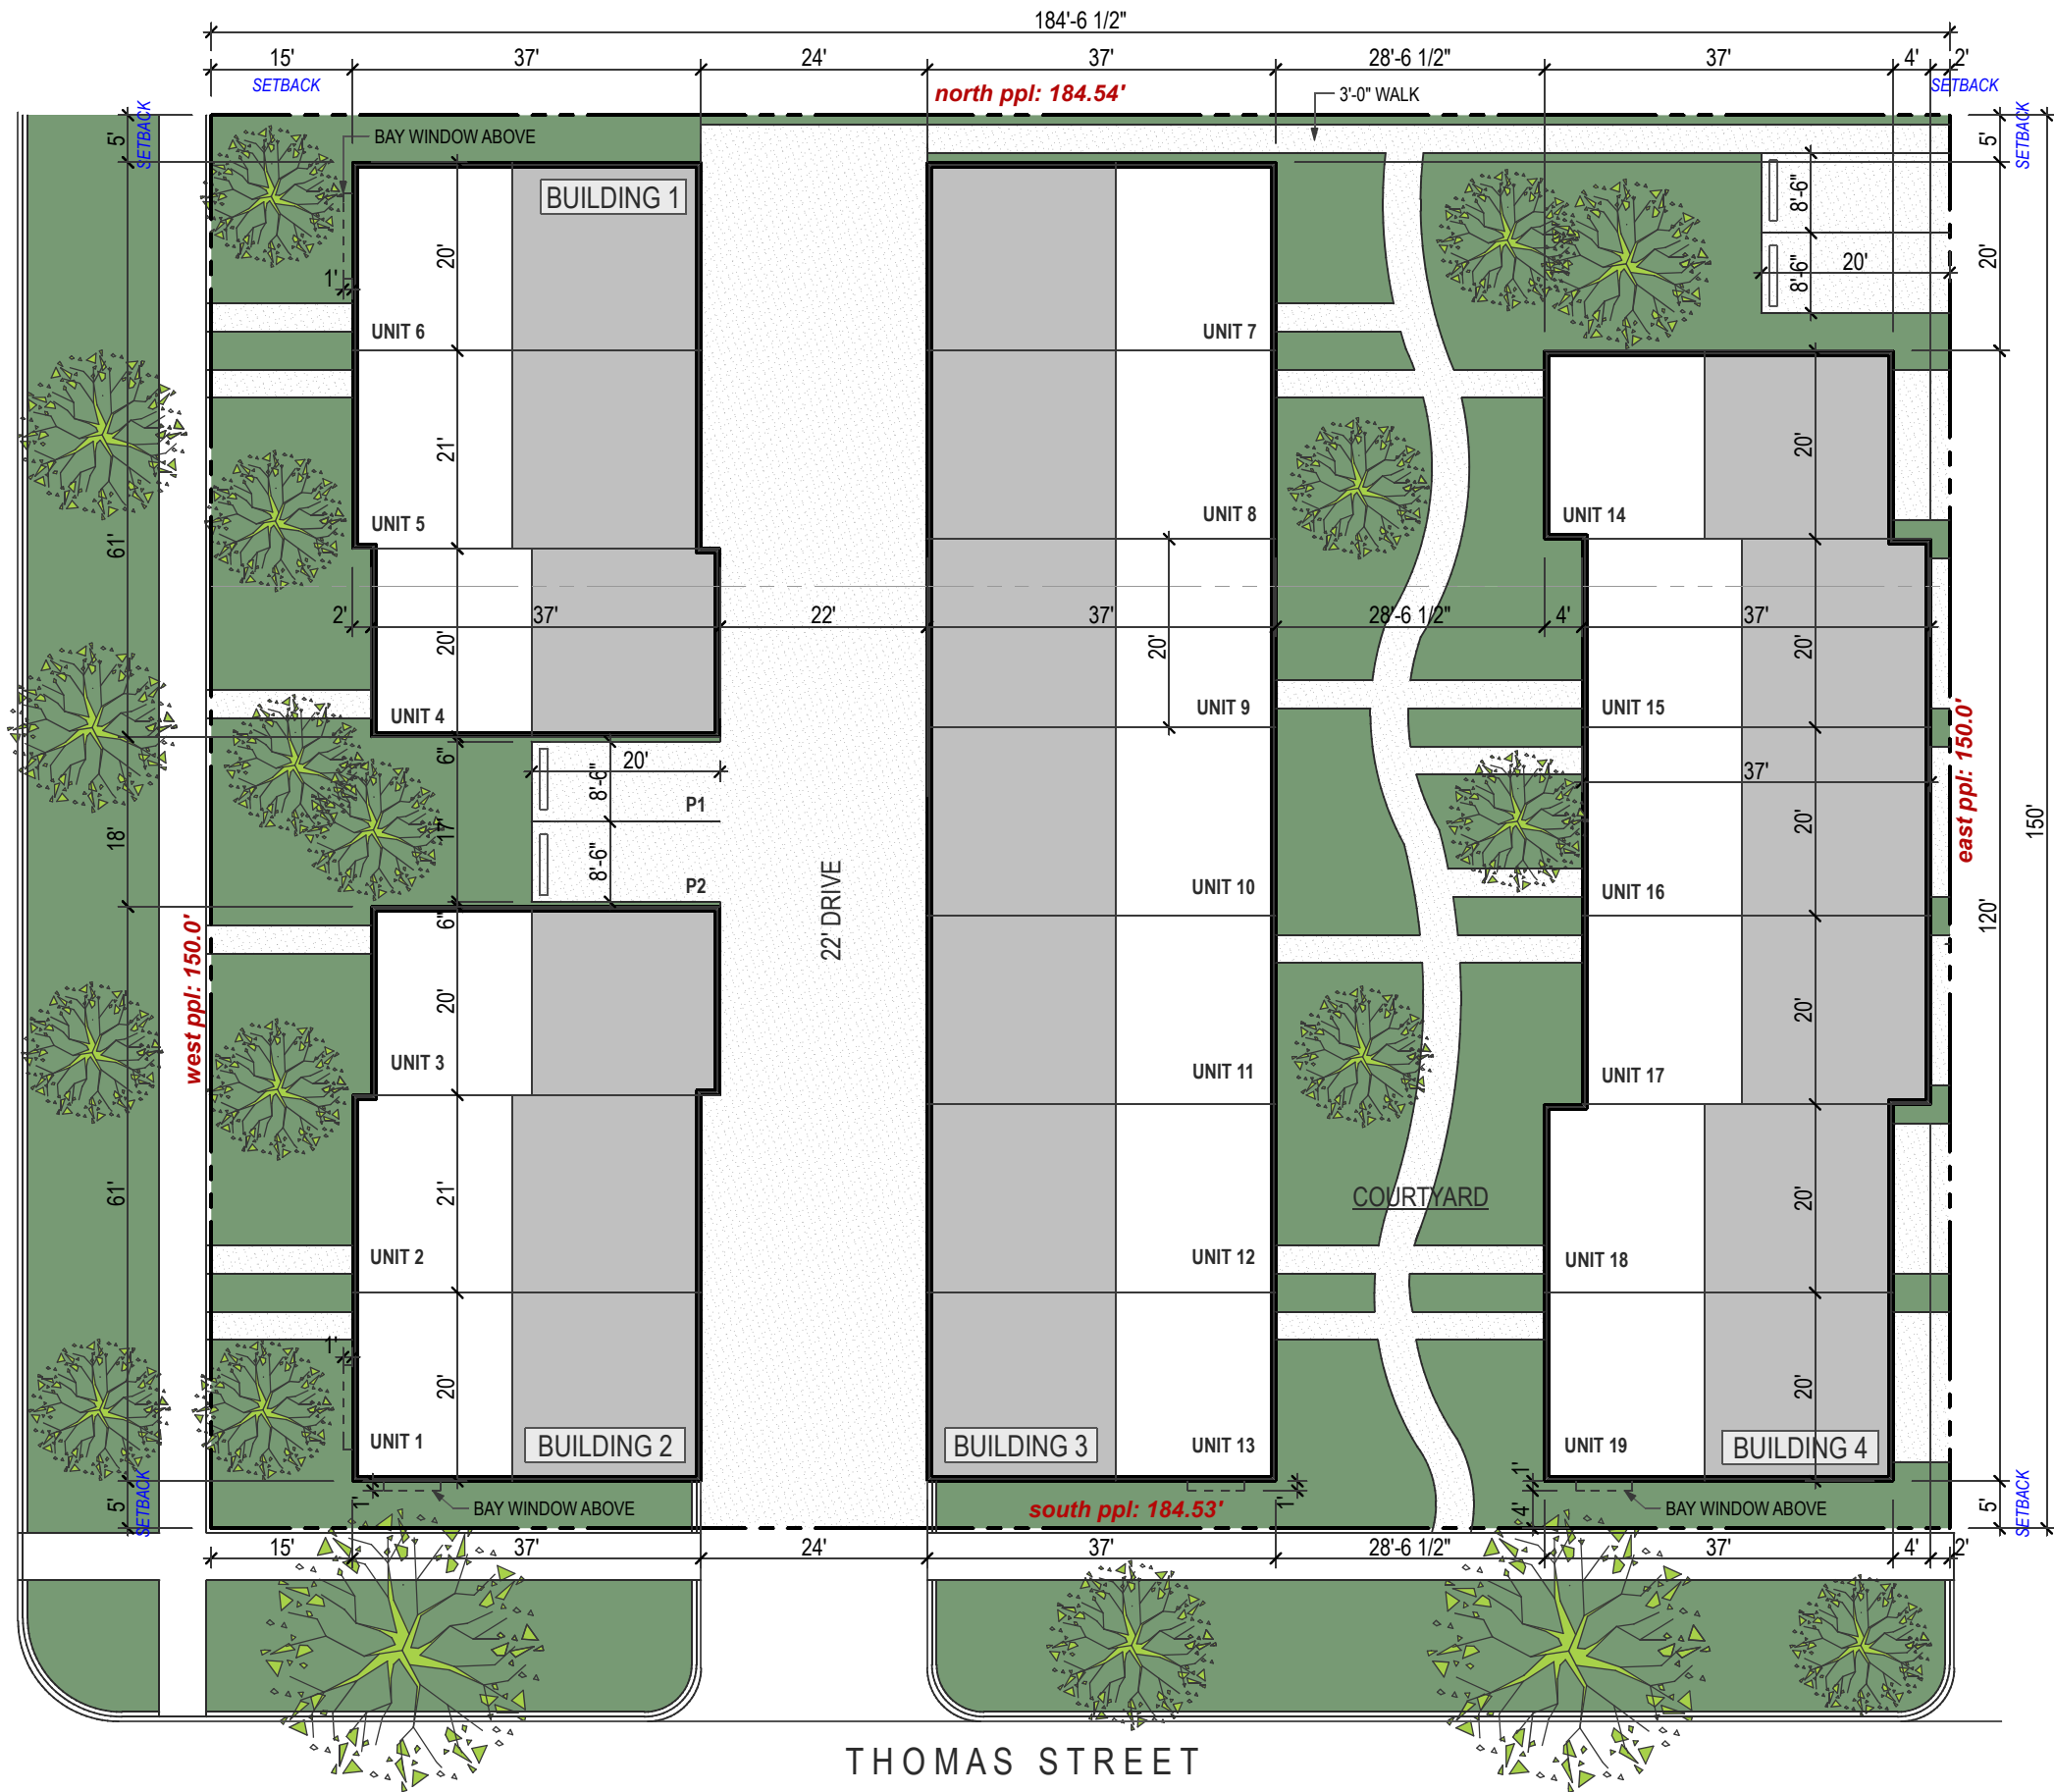 184'-6 1/2"
15'
37'
24'
37'
28'-6 1/2"
37'
4'
2'
SETBACK
SETBACK
north ppl: 184.54'
3'-0" WALK
5'
SETBACK
BAY WINDOW ABOVE
5'
SETBACK
BUILDING 1
8'-6"
20'
1'
20'
8'-6"
20'
UNIT 6
UNIT 7
21'
20'
UNIT 5
UNIT 8
UNIT 14
61'
2'
37'
22'
37'
28'-6 1/2"
4'
37'
20'
20'
20'
UNIT 4
UNIT 9
UNIT 15
6"
20'
37'
8'-6"
P1
east ppl: 150.0'
150'
18'
17'
20'
8'-6"
P2
UNIT 10
UNIT 16
22' DRIVE
6"
120'
west ppl: 150.0'
20'
20'
UNIT 3
UNIT 11
UNIT 17
61'
21'
20'
COURTYARD
UNIT 2
UNIT 12
UNIT 18
1'
20'
20'
UNIT 1
BUILDING 2
BUILDING 3
UNIT 13
UNIT 19
BUILDING 4
5'
SETBACK
1'
BAY WINDOW ABOVE
south ppl: 184.53'
1'
1'
4'
BAY WINDOW ABOVE
5'
SETBACK
15'
37'
24'
37'
28'-6 1/2"
37'
4'
2'
THOMAS STREET